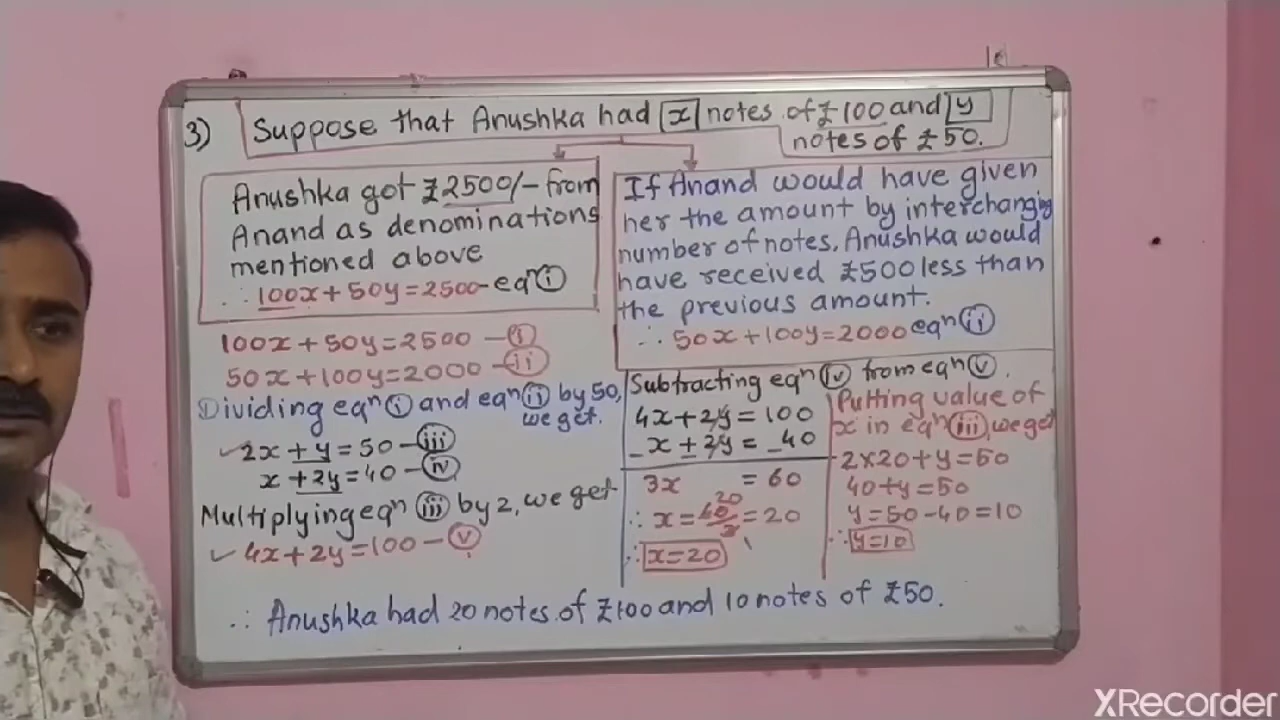 3) Suppose that Anushka had x notes of ₹100 and y
notes of ₹50.
Anushka got ₹2500/- from
Anand as denominations
mentioned above
∴ 100x+50y=2500-eqⁿ(i)
100x+50y=2500 -(i)
50x+100y=2000-(ii)
Dividing eqⁿ(i) and eqⁿ(ii) by 50,
we get.
✓2x+y=50-(iii)
x+2y=40-(iv)
Multiplying eqⁿ(iii) by 2, we get
✓4x+2y=100-(v)
If Anand would have given
her the amount by interchanging
number of notes, Anushka would
have received ₹500 less than
the previous amount.
∴ 50x+100y=2000 eqⁿ(ii)
Subtracting eqⁿ(iv) from eqⁿ(v).
4x+2y=100
-x+2y=-40
3x = 60
20
∴ x=60/3=20
∴ x=20
Putting value of
x in eqⁿ(iii), we get
2×20+y=50
40+y=50
y=50-40=10
∴ y=10
∴ Anushka had 20 notes of ₹100 and 10 notes of ₹50.
XRecorder